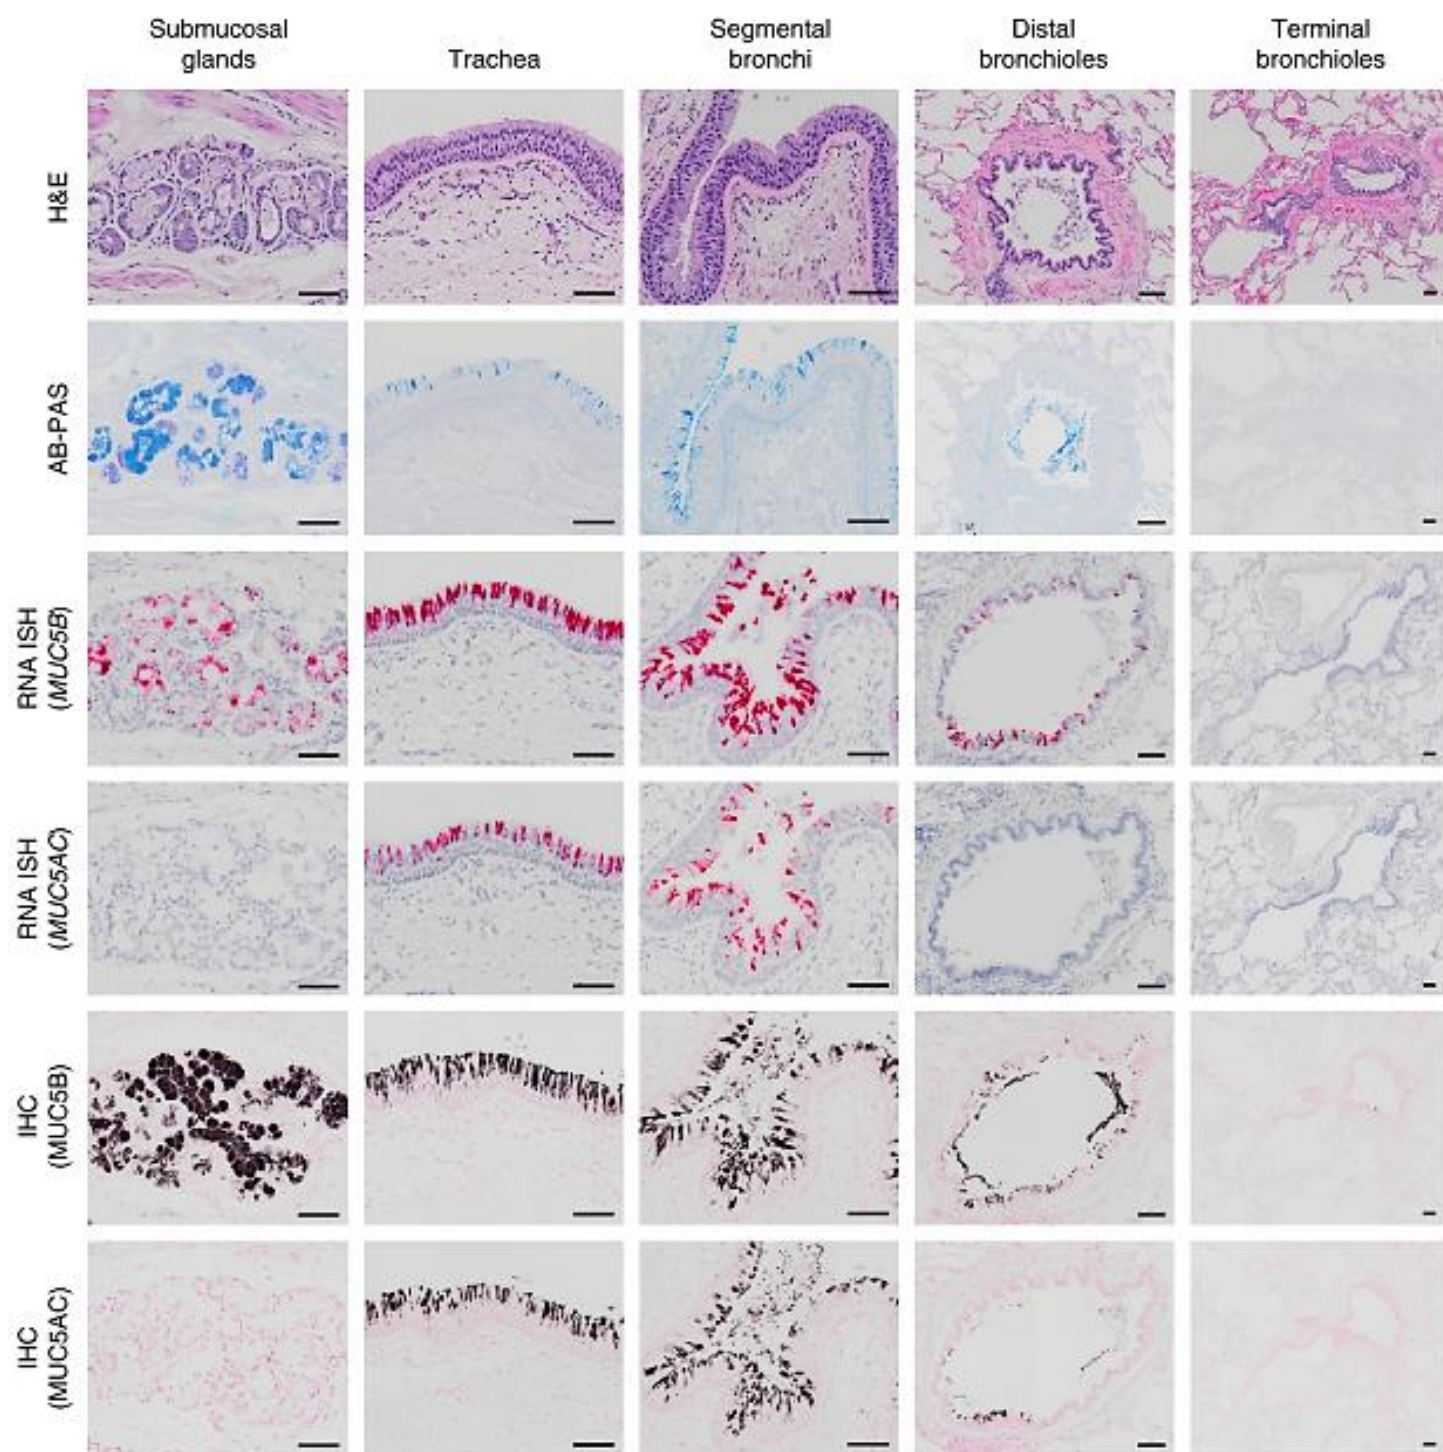 Submucosal
glands
Trachea
Segmental
bronchi
Distal
bronchioles
Terminal
bronchioles
H&E
AB-PAS
RNA ISH
(MUC5B)
RNA ISH
(MUC5AC)
IHC
(MUC5B)
IHC
(MUC5AC)